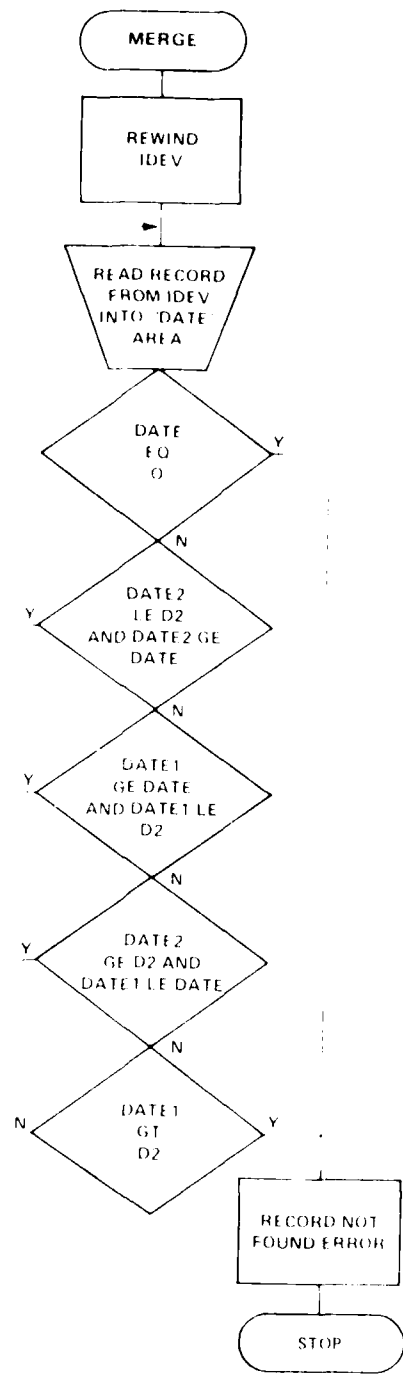 MERGE
REWIND
IDEV
READ RECORD
FROM IDEV
INTO 'DATE'
AREA
DATE
EQ
0
Y
N
DATE2
LE D2
AND DATE2 GE
DATE
Y
N
DATE1
GE DATE
AND DATE1 LE
D2
Y
N
DATE2
GE D2 AND
DATE1 LE DATE
Y
N
DATE1
GT
D2
N
Y
RECORD NOT
FOUND ERROR
STOP